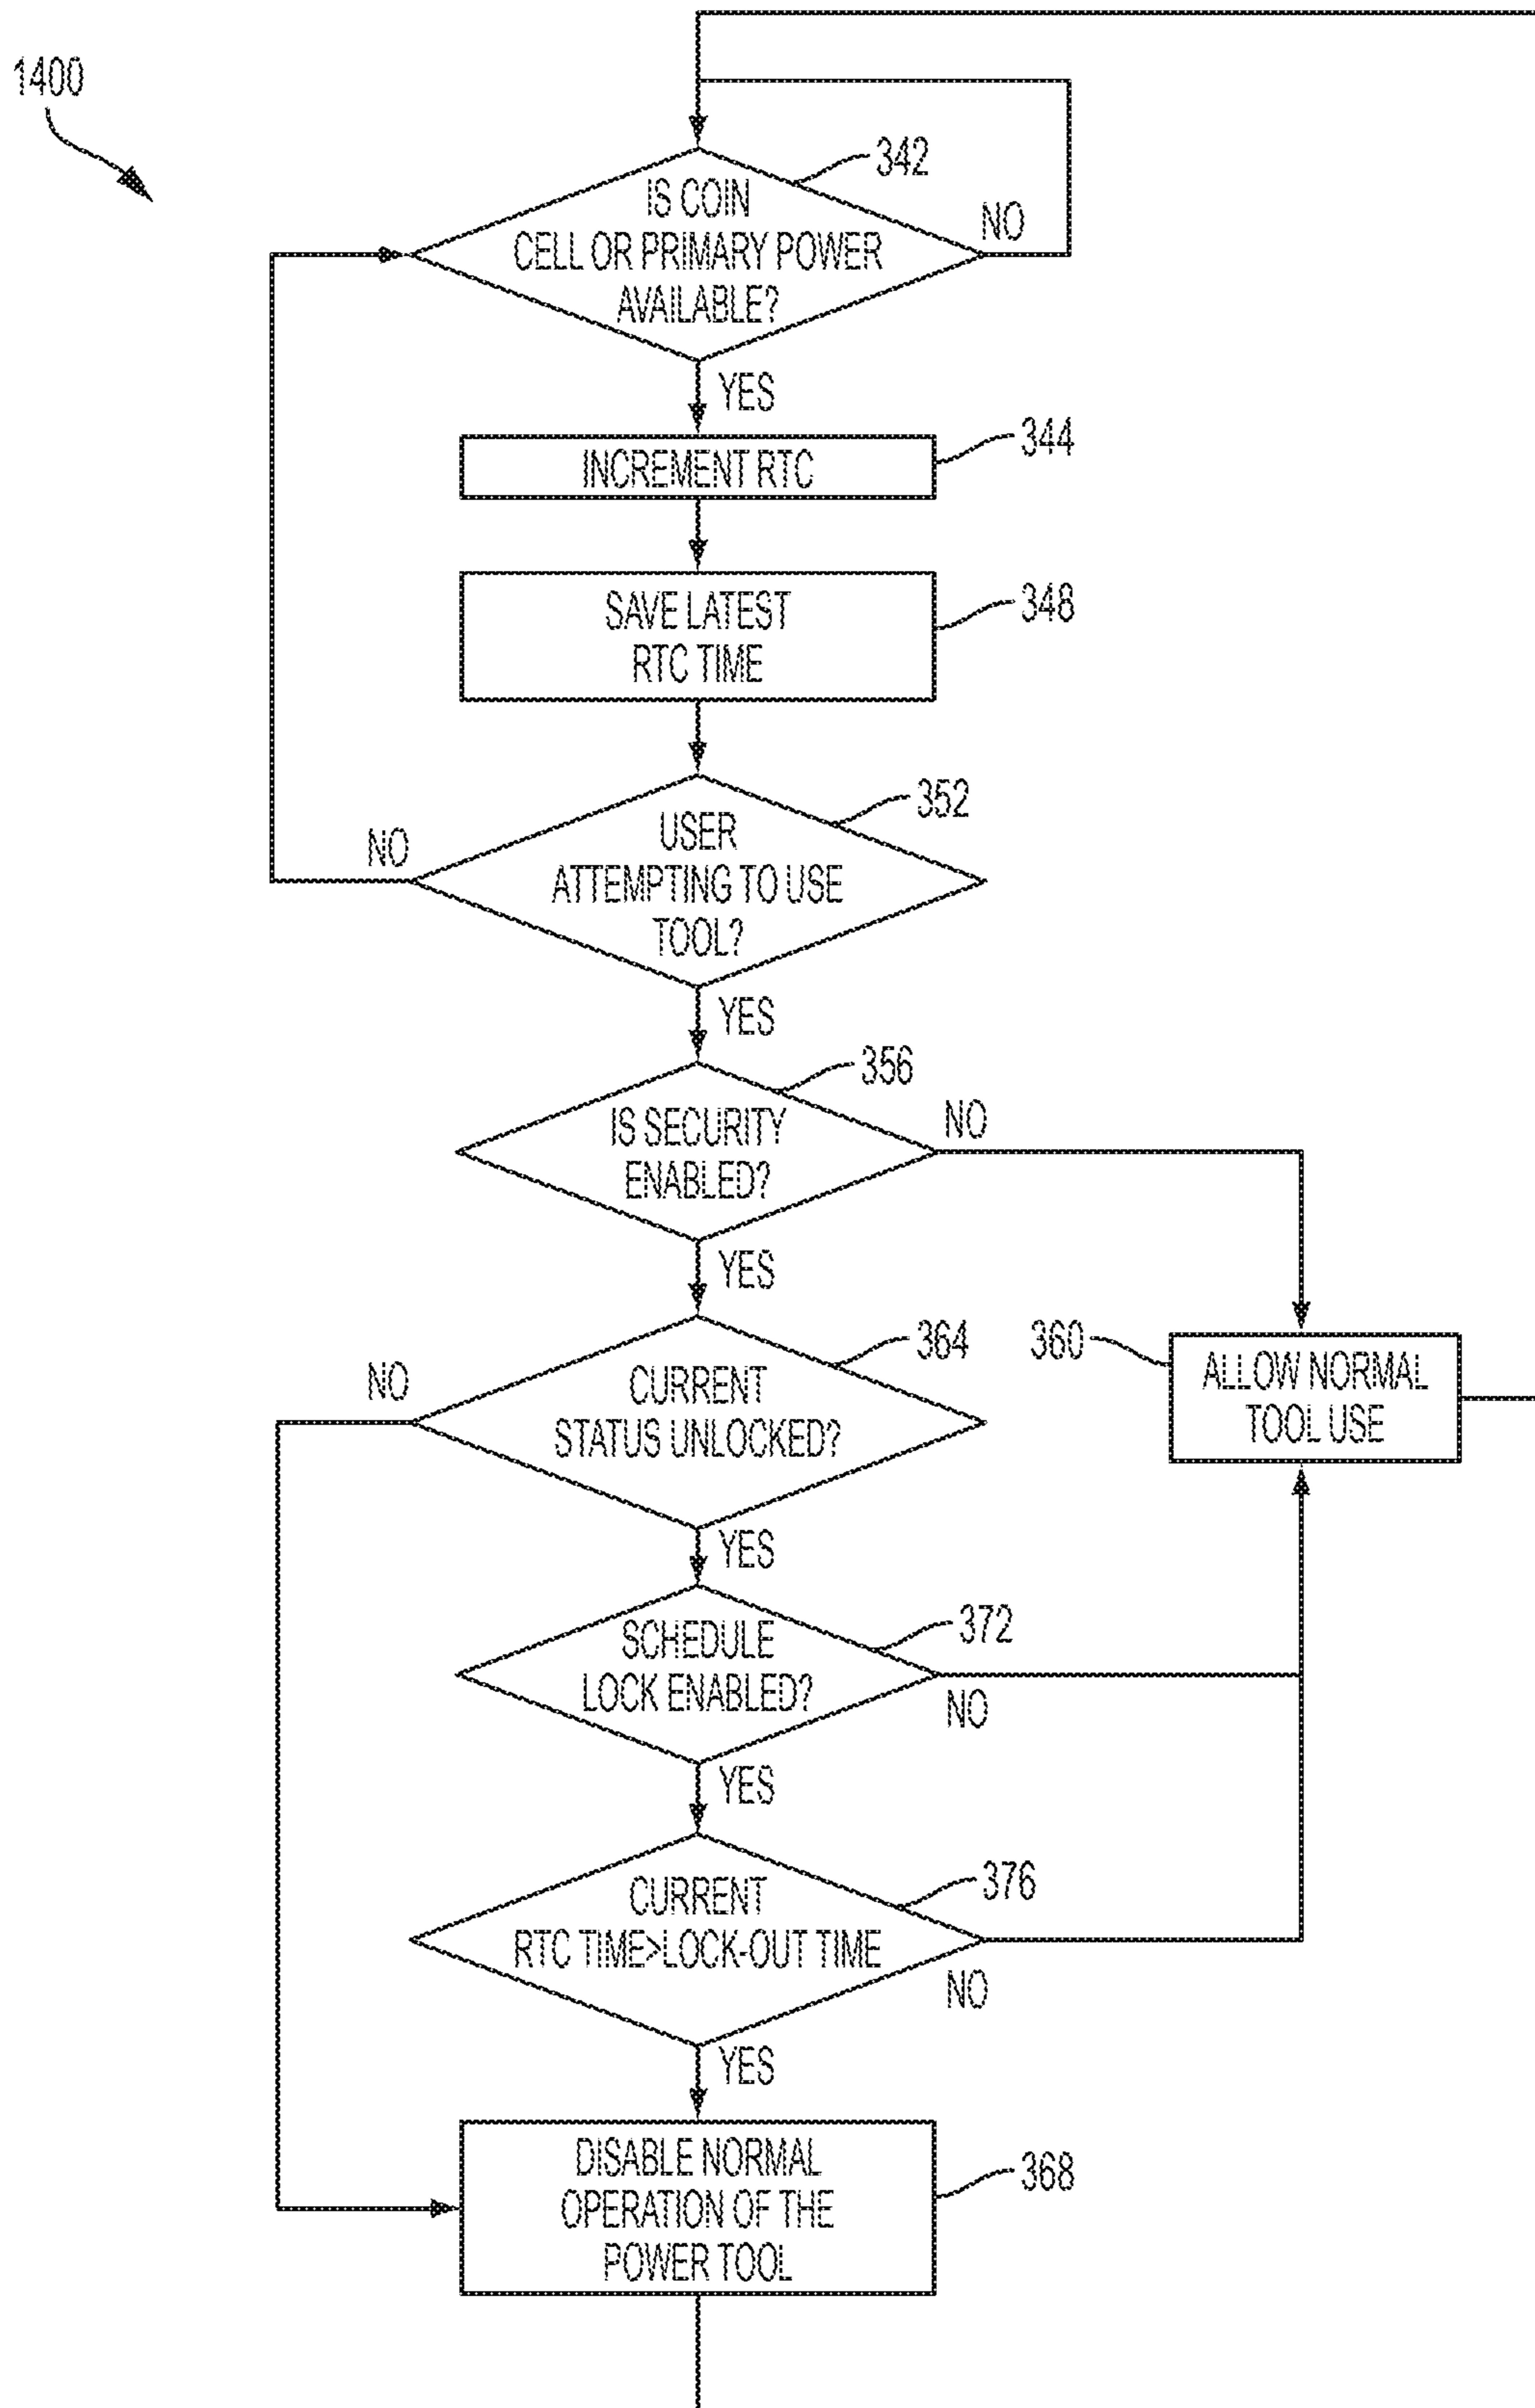 1400
342
IS COIN
CELL OR PRIMARY POWER
AVAILABLE?
NO
YES
344
INCREMENT RTC
348
SAVE LATEST
RTC TIME
352
USER
ATTEMPTING TO USE
TOOL?
NO
YES
356
IS SECURITY
ENABLED?
NO
YES
364
CURRENT
STATUS UNLOCKED?
NO
360
ALLOW NORMAL
TOOL USE
YES
372
SCHEDULE
LOCK ENABLED?
NO
YES
376
CURRENT
RTC TIME>LOCK-OUT TIME
NO
YES
368
DISABLE NORMAL
OPERATION OF THE
POWER TOOL